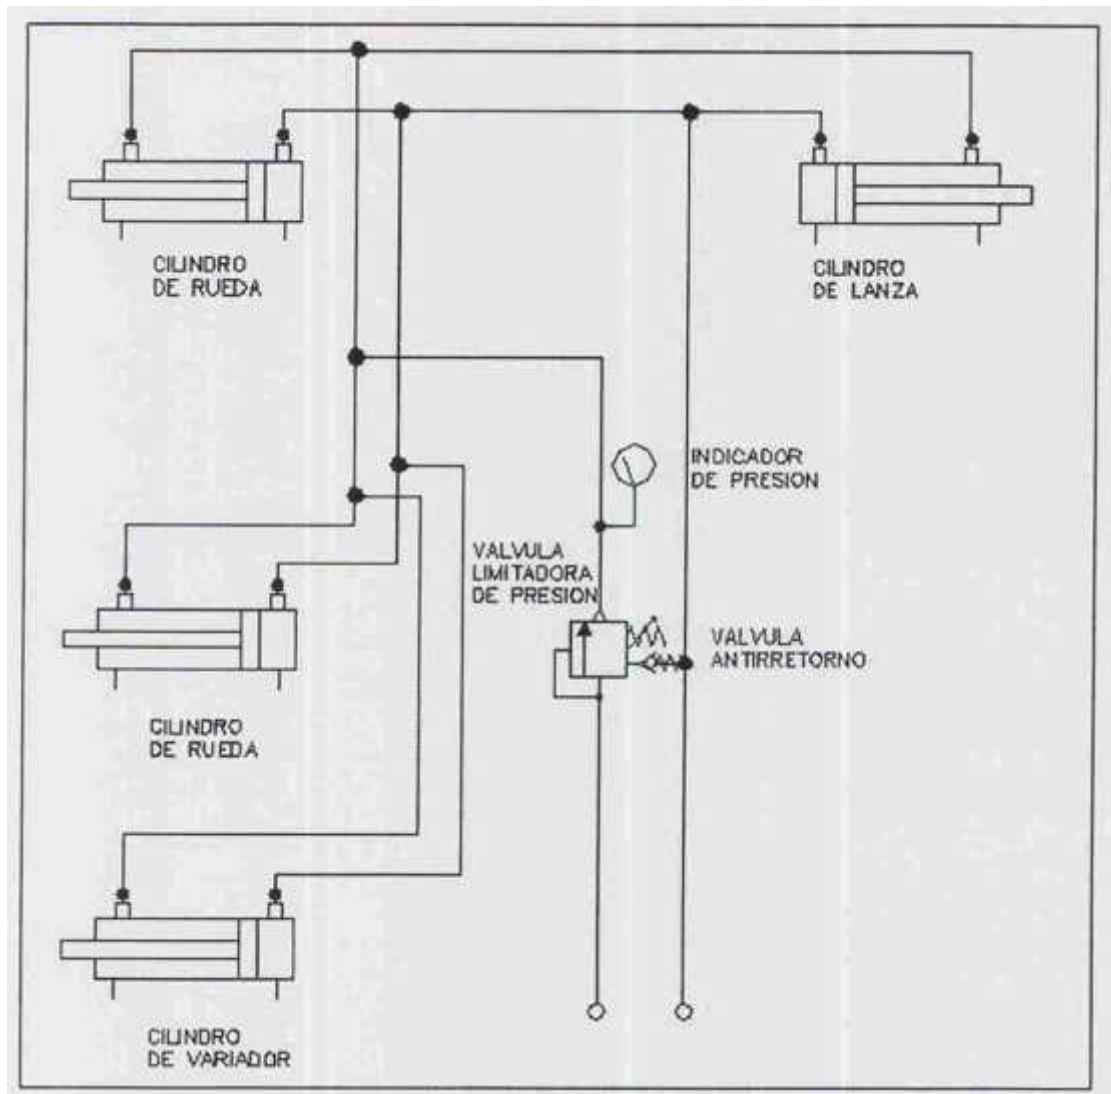 CILINDRO
DE RUEDA
CILINDRO
DE LANZA
INDICADOR
DE PRESION
VALVULA
LIMITADORA
DE PRESION
VALVULA
ANTIRRETORNO
CILINDRO
DE RUEDA
CILINDRO
DE VARIADOR